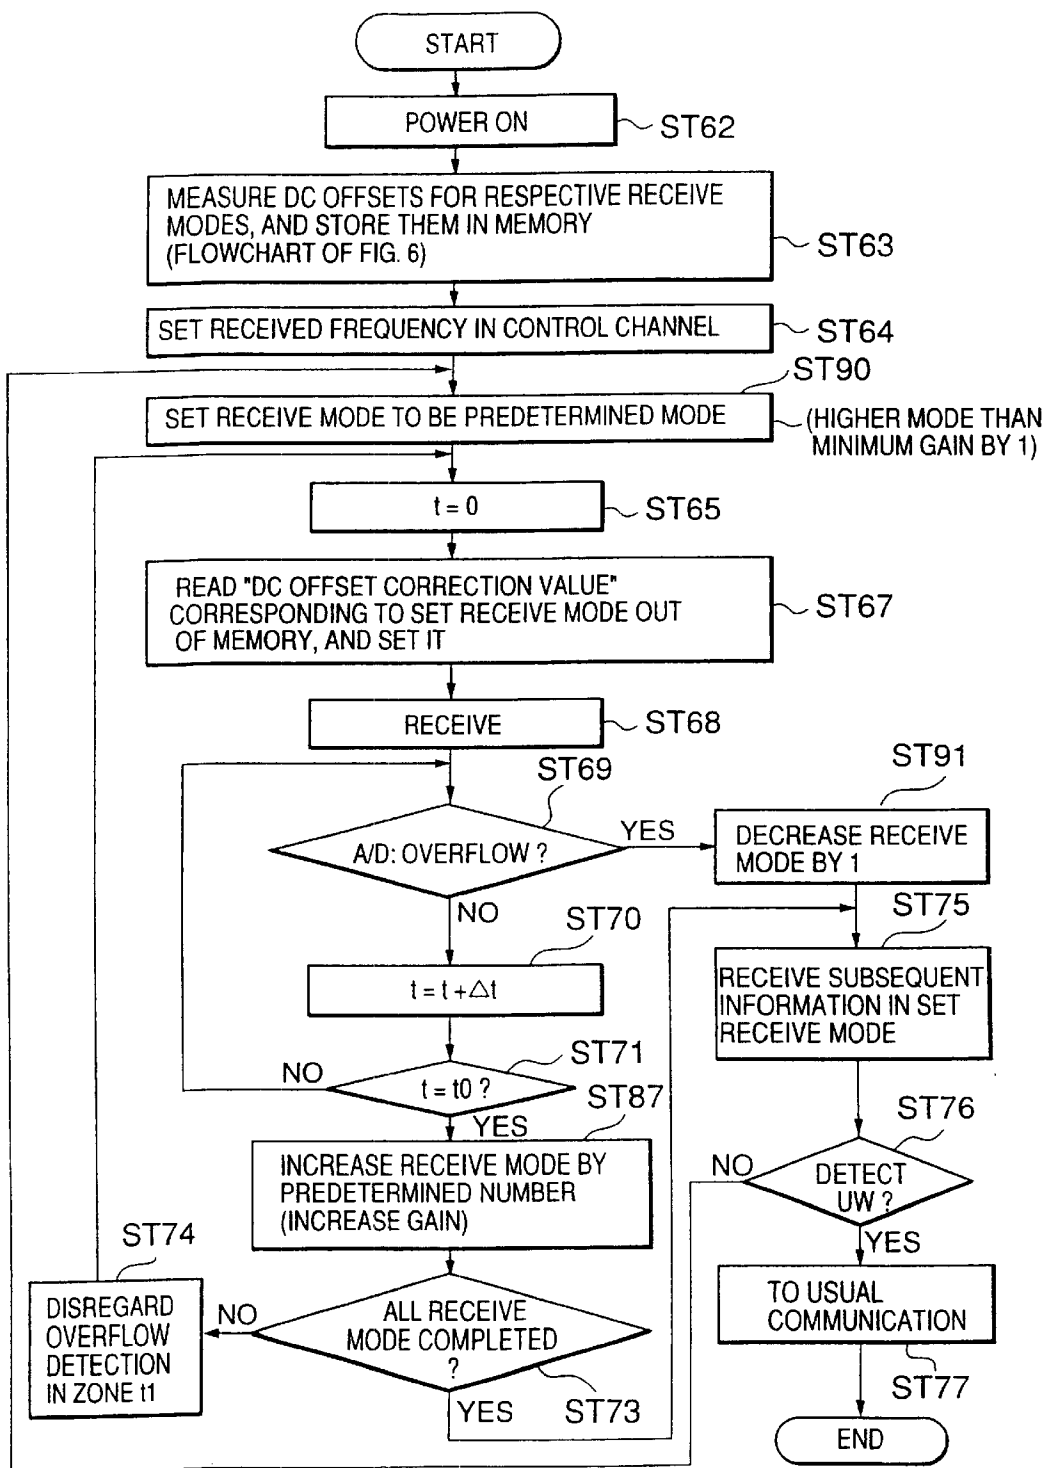 START
POWER ON
ST62
MEASURE DC OFFSETS FOR RESPECTIVE RECEIVE
MODES, AND STORE THEM IN MEMORY
(FLOWCHART OF FIG. 6)
ST63
SET RECEIVED FREQUENCY IN CONTROL CHANNEL
ST64
ST90
SET RECEIVE MODE TO BE PREDETERMINED MODE
(HIGHER MODE THAN
MINIMUM GAIN BY 1)
t = 0
ST65
READ "DC OFFSET CORRECTION VALUE"
CORRESPONDING TO SET RECEIVE MODE OUT
OF MEMORY, AND SET IT
ST67
RECEIVE
ST68
ST69
A/D: OVERFLOW ?
YES
NO
ST91
DECREASE RECEIVE
MODE BY 1
ST70
t = t +△t
ST75
RECEIVE SUBSEQUENT
INFORMATION IN SET
RECEIVE MODE
ST71
t = t0 ?
NO
YES
ST87
INCREASE RECEIVE MODE BY
PREDETERMINED NUMBER
(INCREASE GAIN)
ST76
DETECT
UW ?
NO
YES
ST74
DISREGARD
OVERFLOW
DETECTION
IN ZONE t1
NO
ALL RECEIVE
MODE COMPLETED
?
YES
ST73
TO USUAL
COMMUNICATION
ST77
END